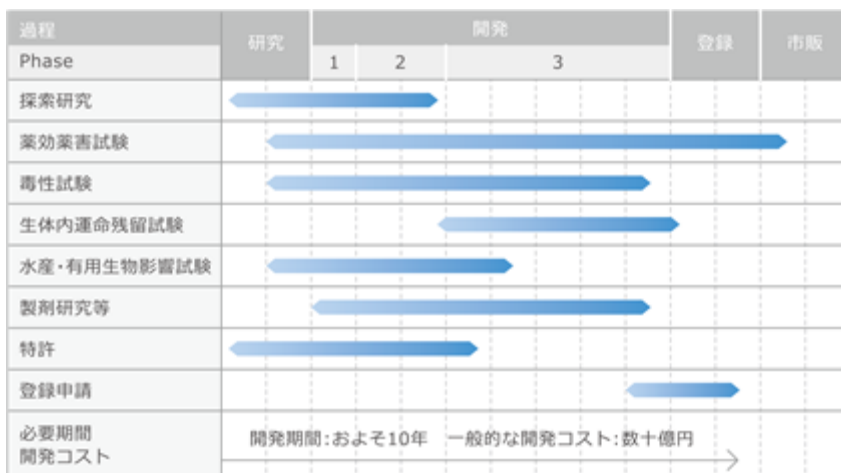 過程
研究
開発
登録
市販
Phase
1
2
3
探索研究
薬効薬害試験
毒性試験
生体内運命残留試験
水産・有用生物影響試験
製剤研究等
特許
登録申請
必要期間
開発コスト
開発期間:およそ10年 一般的な開発コスト:数十億円